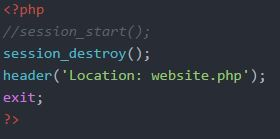 <?php
//session_start();
session_destroy();
header('Location: website.php');
exit;
?>